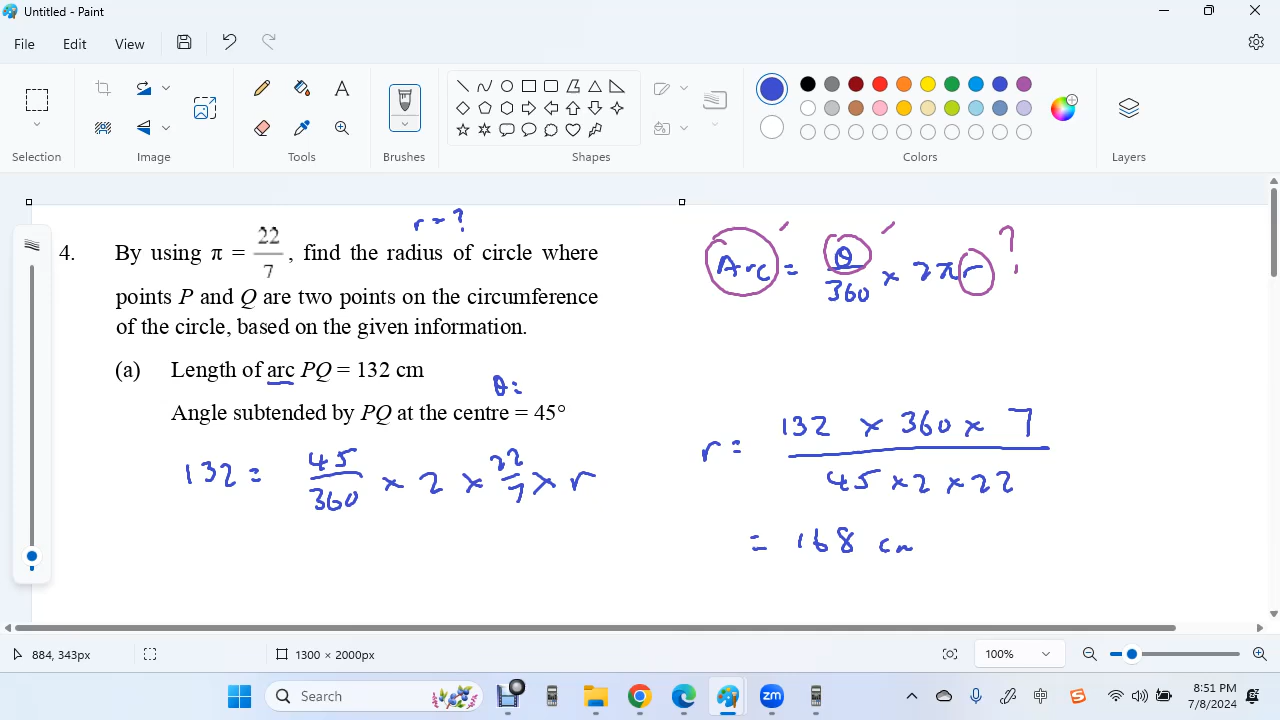 Untitled - Paint
File Edit View
Selection Image Tools Brushes Shapes Colors Layers
r = ?
4. By using π = 22/7, find the radius of circle where
points P and Q are two points on the circumference
of the circle, based on the given information.
(a) Length of arc PQ = 132 cm
θ =
Angle subtended by PQ at the centre = 45°
132 = 45/360 × 2 × 22/7 × r
Arc = θ/360 × 2πr ?
r = 132 × 360 × 7 / 45 × 2 × 22
= 168 cm
884, 343px 1300 × 2000px 100%
Search
zm
中
S
8:51 PM
7/8/2024